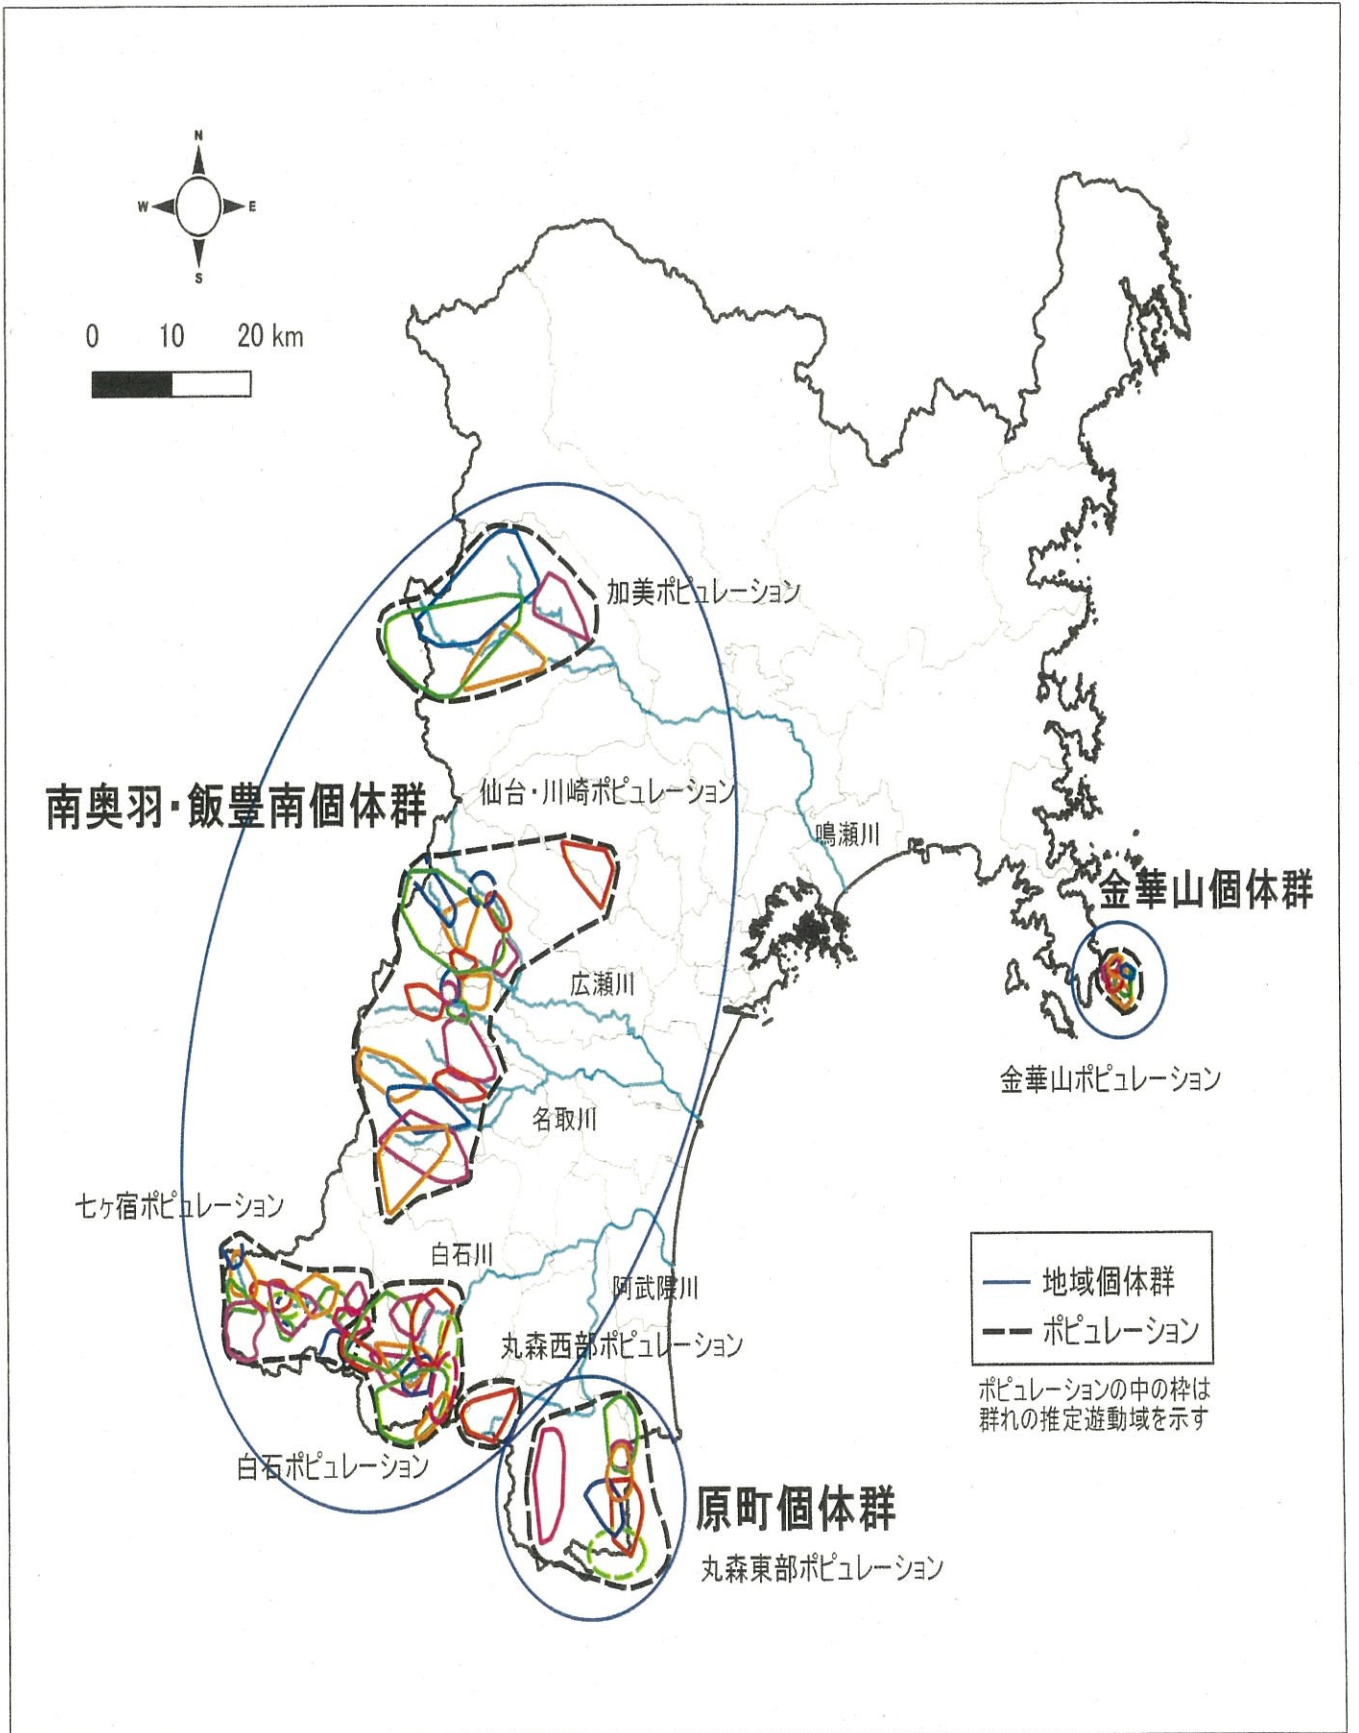 N
W
E
S
0 10 20 km
加美ポピュレーション
南奥羽・飯豊南個体群
仙台・川崎ポピュレーション
鳴瀬川
金華山個体群
広瀬川
金華山ポピュレーション
名取川
七ヶ宿ポピュレーション
白石川
阿武隈川
地域個体群
ポピュレーション
丸森西部ポピュレーション
ポピュレーションの中の枠は
群れの推定遊動域を示す
白石ポピュレーション
原町個体群
丸森東部ポピュレーション